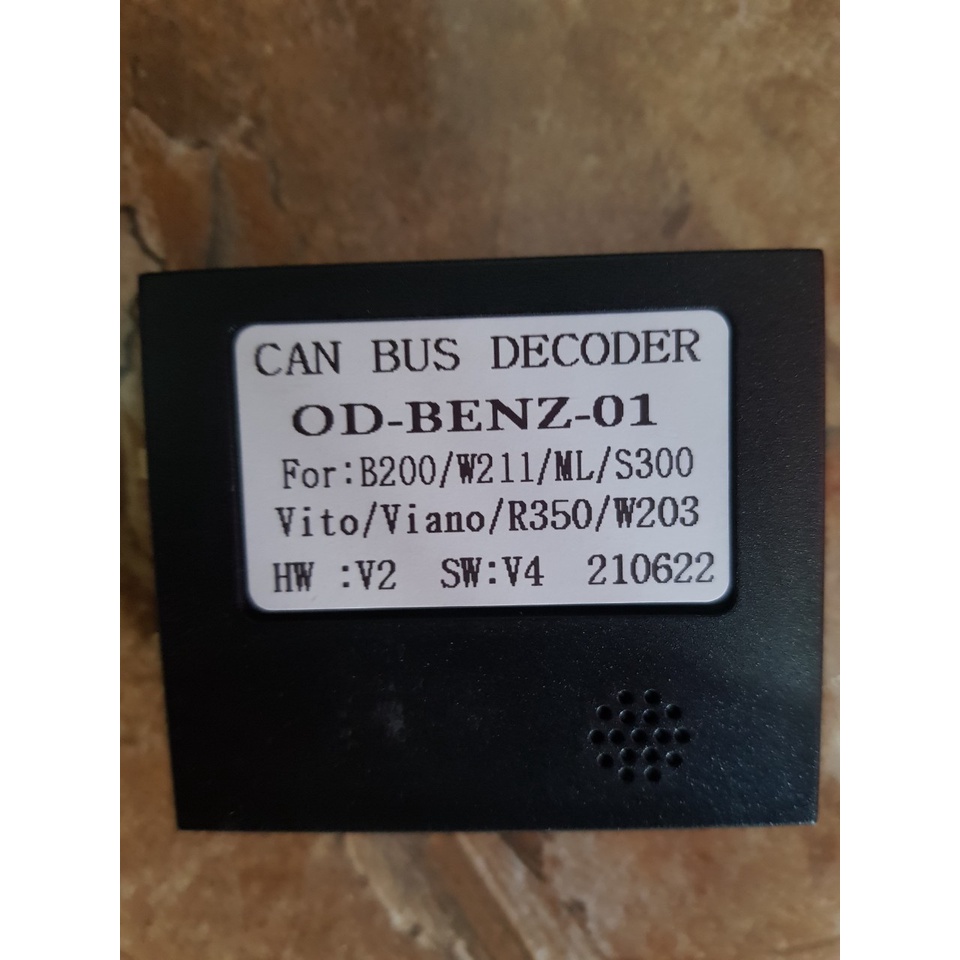 CAN BUS DECODER
OD-BENZ-01
For:B200/W211/ML/S300
Vito/Viano/R350/W203
HW :V2 SW:V4 210622